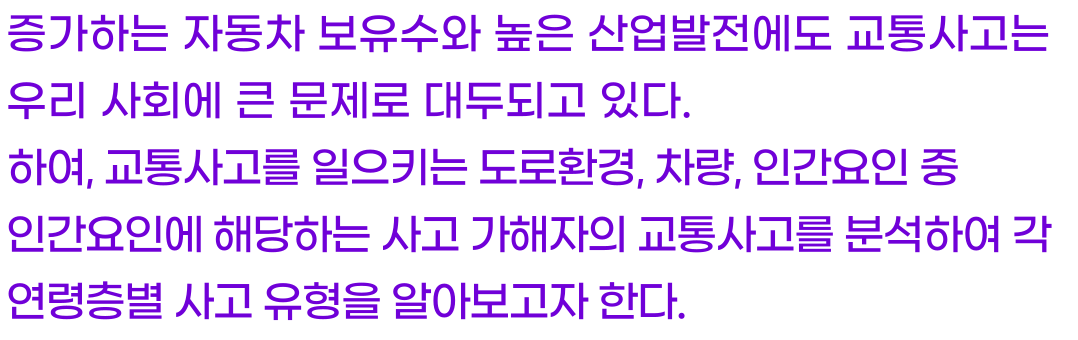 증가하는 자동차 보유수와 높은 산업발전에도 교통사고는
우리 사회에 큰 문제로 대두되고 있다.
하여, 교통사고를 일으키는 도로환경, 차량, 인간요인 중
인간요인에 해당하는 사고 가해자의 교통사고를 분석하여 각
연령층별 사고 유형을 알아보고자 한다.